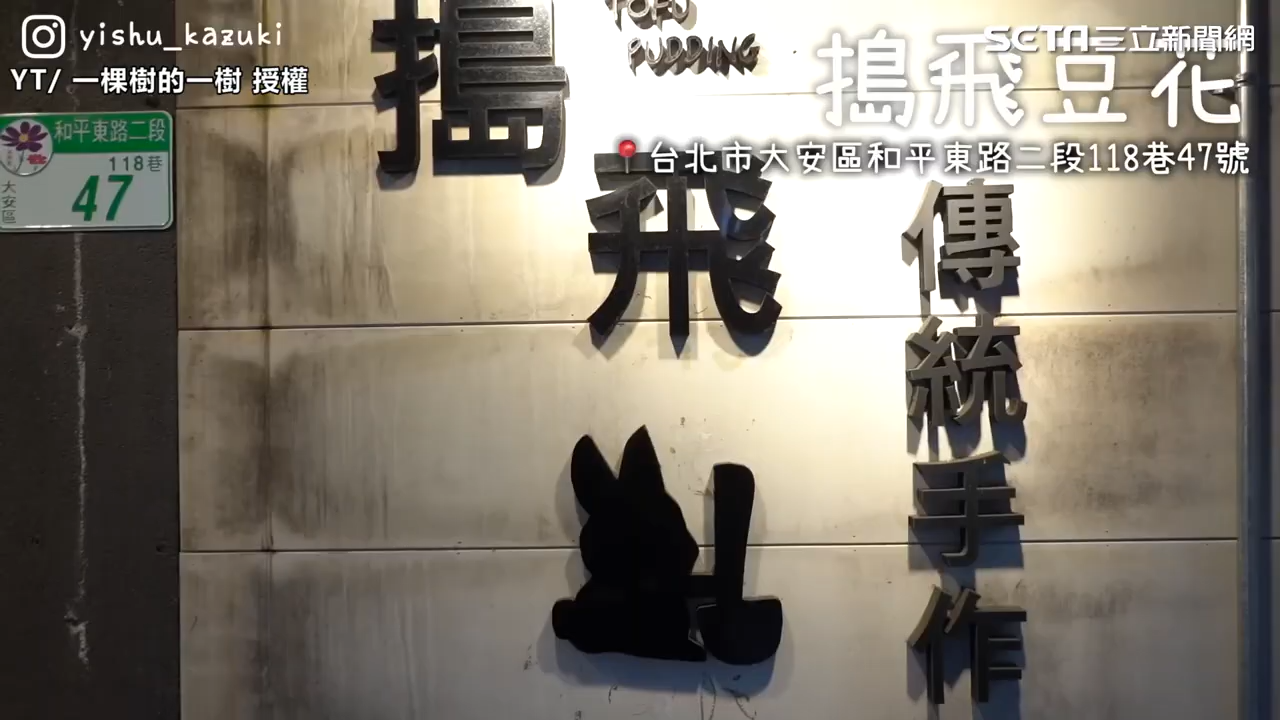 yishu_kazuki
YT/ 一棵樹的一樹 授權
和平東路二段
118巷
47
大安區
TOFU
PUDDING
搗飛
SETN三立新聞網
搗飛豆花
台北市大安區和平東路二段118巷47號
傳統手作